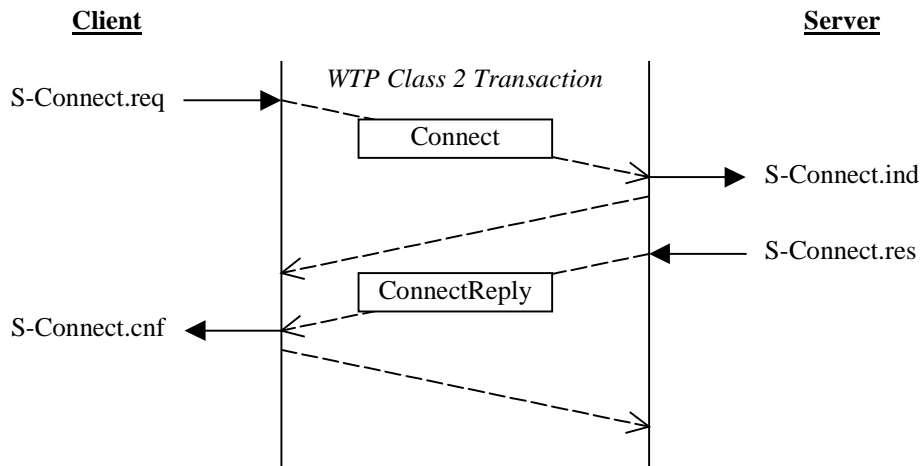 Client
Server
WTP Class 2 Transaction
S-Connect.req
Connect
S-Connect.ind
S-Connect.res
ConnectReply
S-Connect.cnf